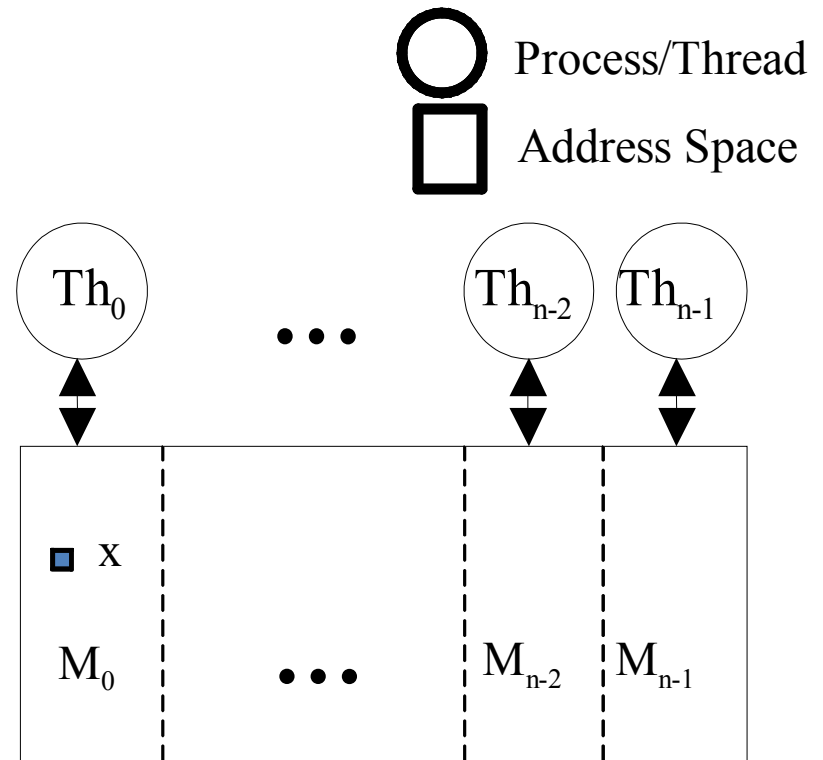 Process/Thread
Address Space
Th0 ••• Thn-2 Thn-1
x
M0 ••• Mn-2 Mn-1